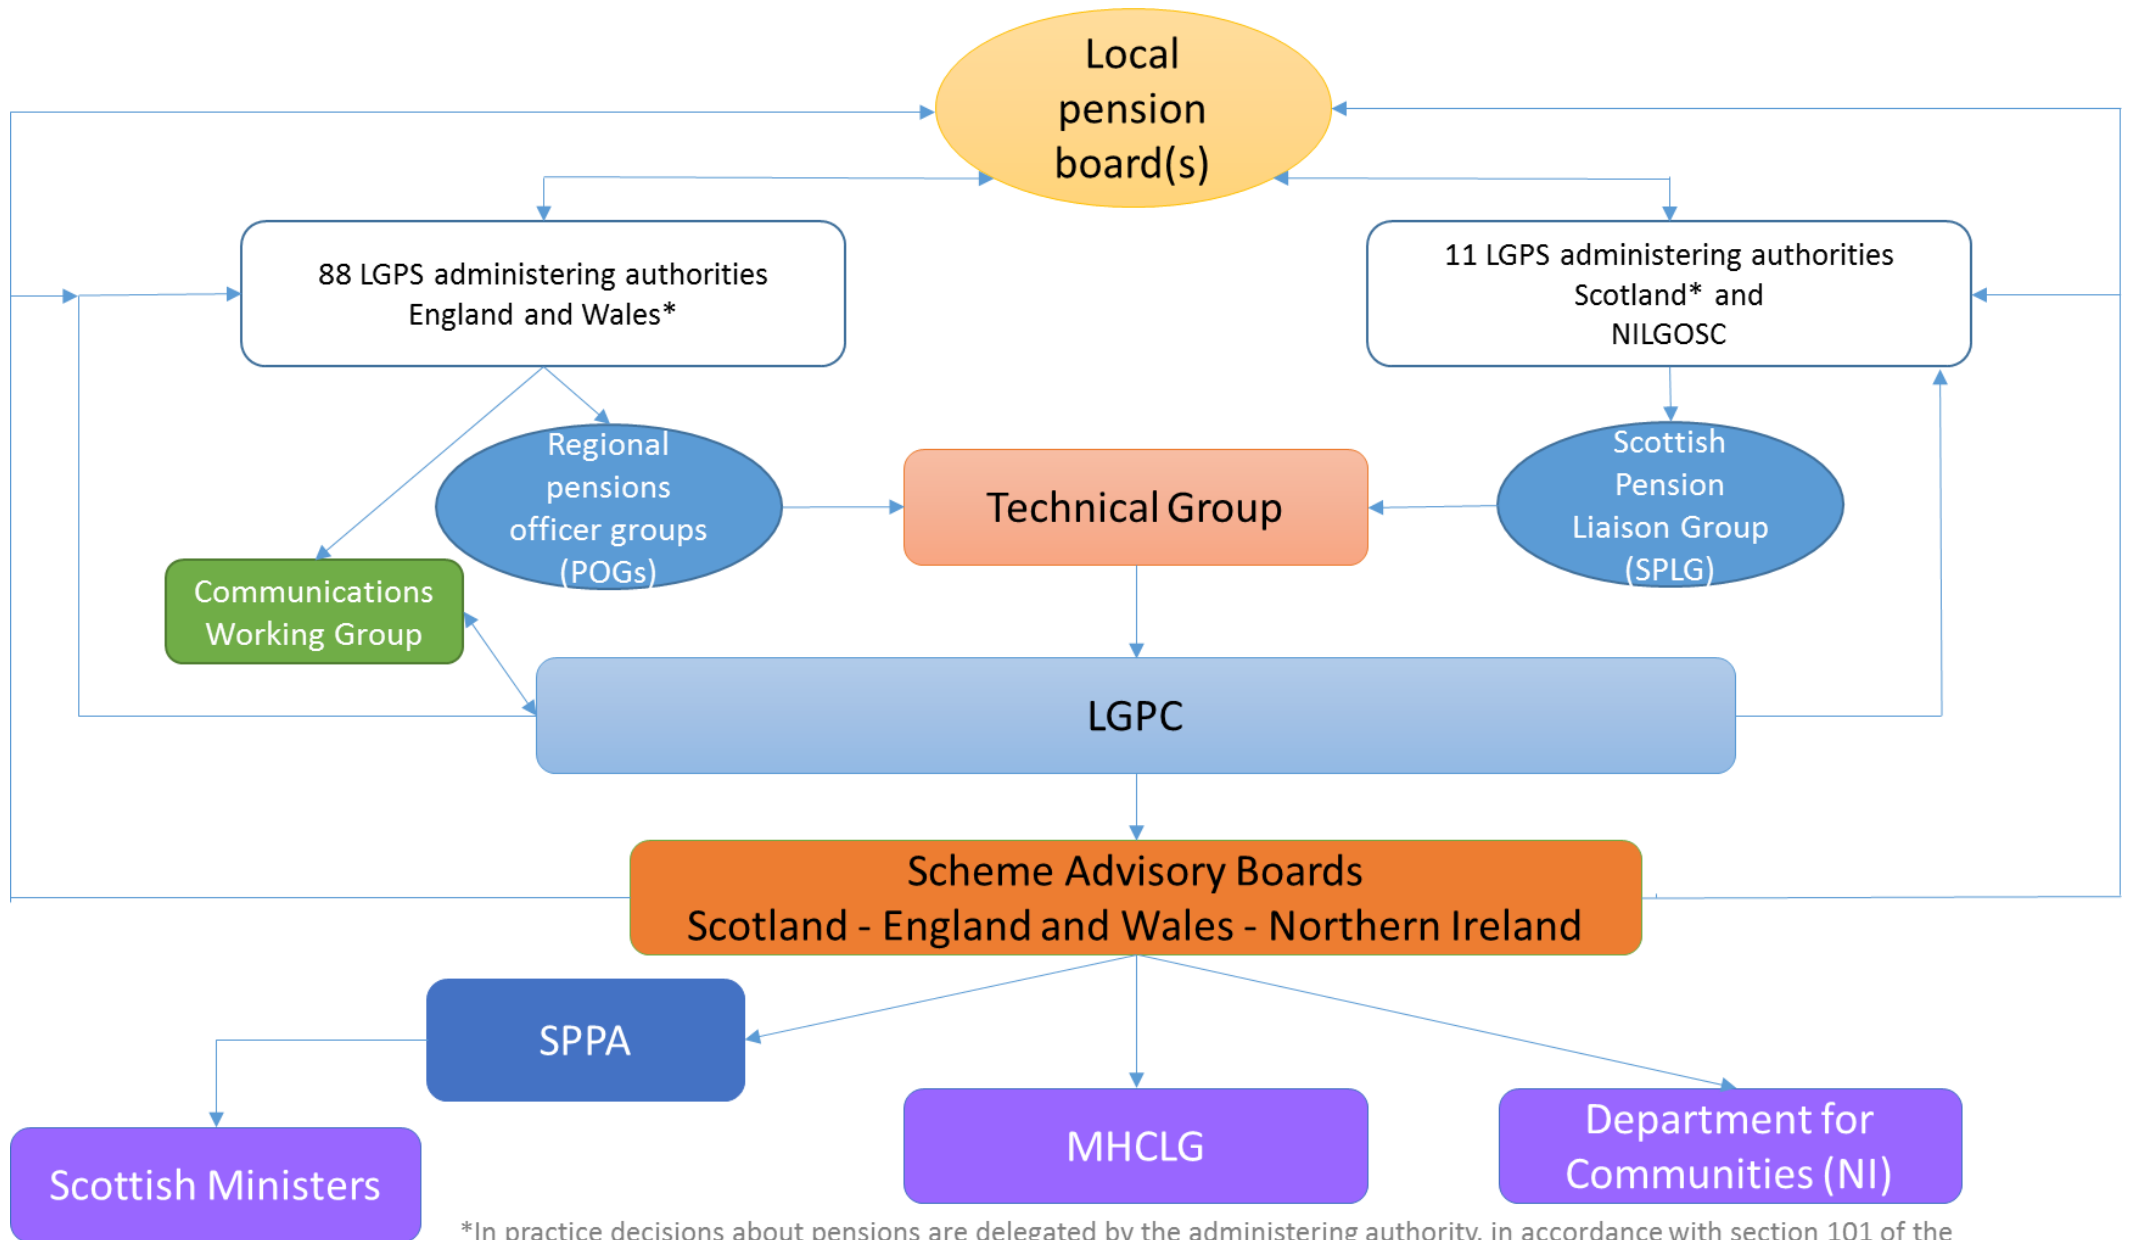 Local
pension
board(s)
88 LGPS administering authorities
England and Wales*
11 LGPS administering authorities
Scotland* and
NILGOSC
Regional
pensions
officer groups
(POGs)
Technical Group
Scottish
Pension
Liaison Group
(SPLG)
Communications
Working Group
LGPC
Scheme Advisory Boards
Scotland - England and Wales - Northern Ireland
SPPA
MHCLG
Department for
Communities (NI)
Scottish Ministers
*In practice decisions about pensions are delegated by the administering authority, in accordance with section 101 of the